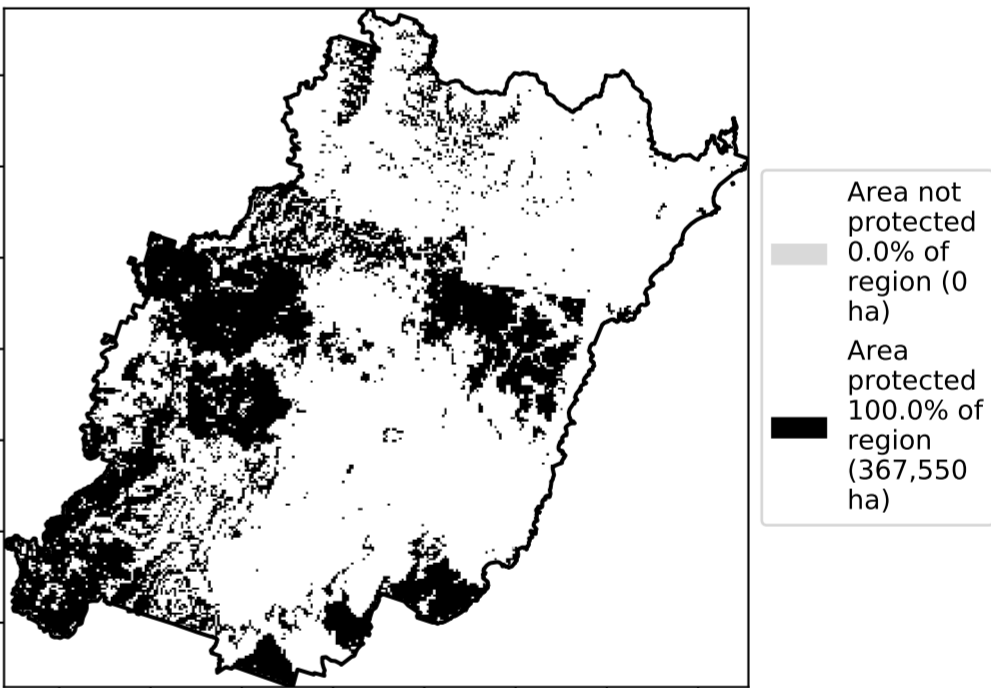 Area not
protected
0.0% of
region (0
ha)
Area
protected
100.0% of
region
(367,550
ha)